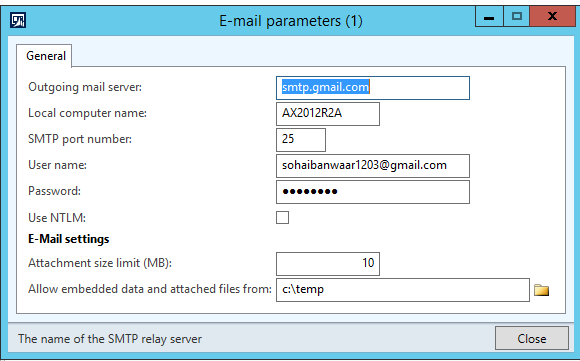 E-mail parameters (1)
General
Outgoing mail server: smtp.gmail.com
Local computer name: AX2012R2A
SMTP port number: 25
User name: sohaibanwaar1203@gmail.com
Password: ●●●●●●●●
Use NTLM:
E-Mail settings
Attachment size limit (MB): 10
Allow embedded data and attached files from: c:\temp
The name of the SMTP relay server
Close